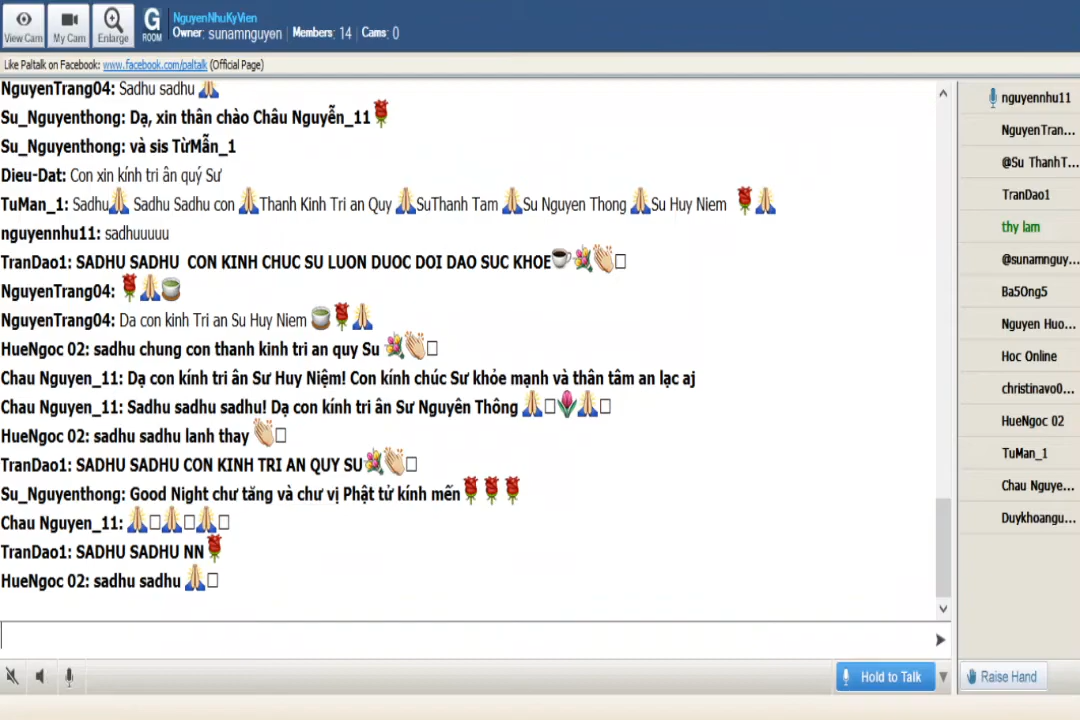 View Cam
My Cam
Enlarge
G
ROOM
NguyenNhuKyVien
Owner: sunamnguyen | Members: 14 | Cams: 0
Like Paltalk on Facebook: www.facebook.com/paltalk (Official Page)
NguyenTrang04: Sadhu sadhu 🙏
Su_Nguyenthong: Dạ, xin thân chào Châu Nguyễn_11🌹
Su_Nguyenthong: và sis TừMẫn_1
Dieu-Dat: Con xin kính tri ân quý Sư
TuMan_1: Sadhu🙏 Sadhu Sadhu con 🙏Thanh Kinh Tri an Quy 🙏SuThanh Tam 🙏Su Nguyen Thong 🙏Su Huy Niem 🌹🙏
nguyennhu11: sadhuuuuu
TranDao1: SADHU SADHU CON KINH CHUC SU LUON DUOC DOI DAO SUC KHOE☕💐👏□
NguyenTrang04: 🌹🙏🍵
NguyenTrang04: Da con kinh Tri an Su Huy Niem 🍵🌹🙏
HueNgoc 02: sadhu chung con thanh kinh tri an quy Su 💐👏□
Chau Nguyen_11: Dạ con kính tri ân Sư Huy Niệm! Con kính chúc Sư khỏe mạnh và thân tâm an lạc aj
Chau Nguyen_11: Sadhu sadhu sadhu! Dạ con kính tri ân Sư Nguyên Thông 🙏□🌷🙏□
HueNgoc 02: sadhu sadhu lanh thay 👏□
TranDao1: SADHU SADHU CON KINH TRI AN QUY SU💐👏□
Su_Nguyenthong: Good Night chư tăng và chư vị Phật tử kính mến🌹🌹🌹
Chau Nguyen_11: 🙏□🙏□🙏□
TranDao1: SADHU SADHU NN🌹
HueNgoc 02: sadhu sadhu 🙏□
nguyennhu11
NguyenTran...
@Su ThanhT...
TranDao1
thy lam
@sunamnguy...
Ba5Ong5
Nguyen Huo...
Hoc Online
christinavo0...
HueNgoc 02
TuMan_1
Chau Nguye...
Duykhoangu...
Hold to Talk
Raise Hand